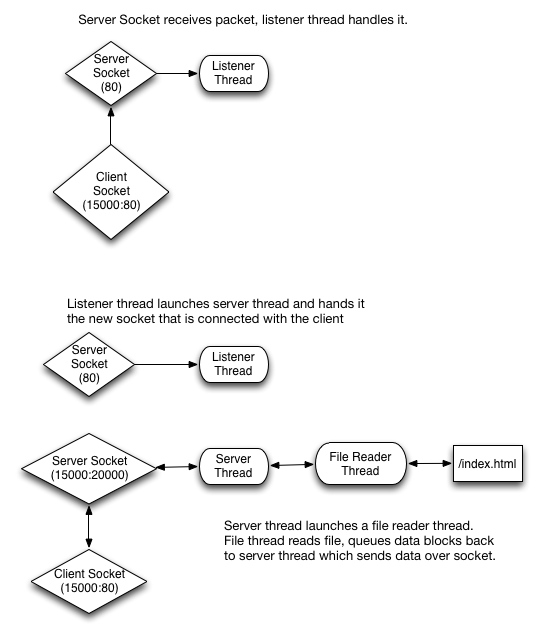 Server Socket receives packet, listener thread handles it.
Server
Socket
(80)
Listener
Thread
Client
Socket
(15000:80)
Listener thread launches server thread and hands it
the new socket that is connected with the client
Server
Socket
(80)
Listener
Thread
Server Socket
(15000:20000)
Server
Thread
File Reader
Thread
/index.html
Server thread launches a file reader thread.
File thread reads file, queues data blocks back
to server thread which sends data over socket.
Client Socket
(15000:80)